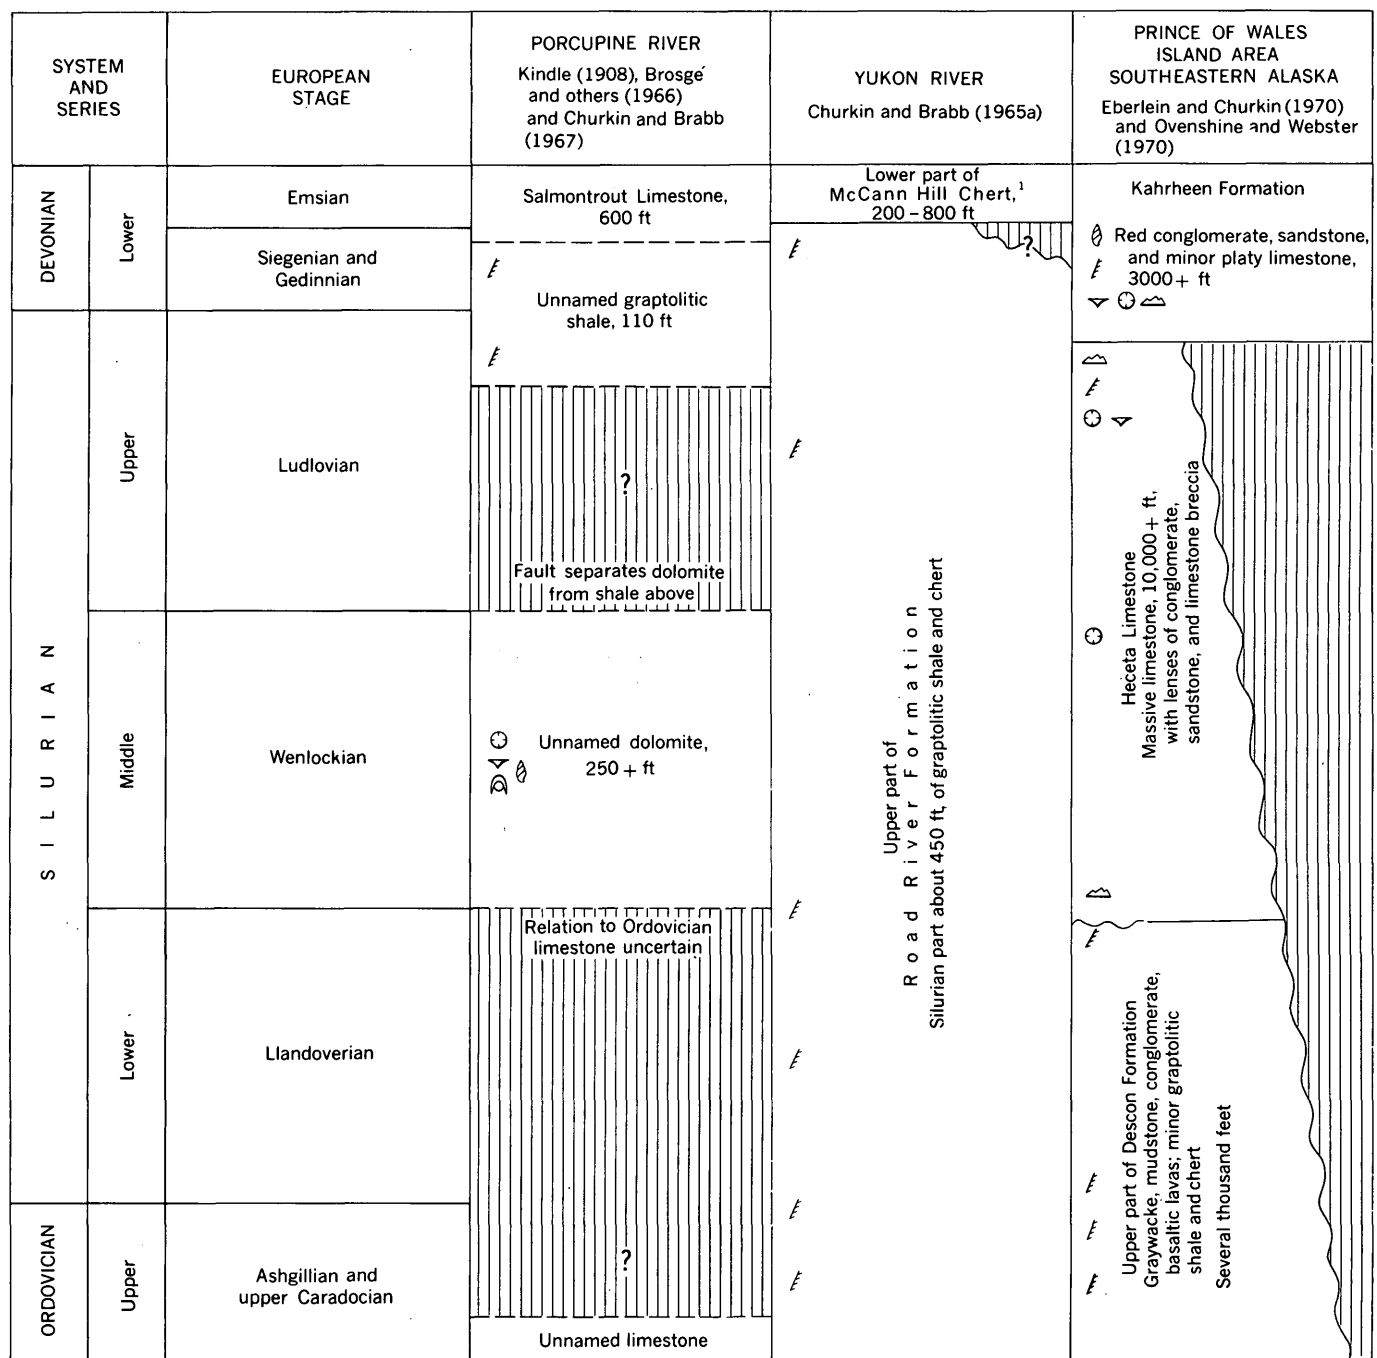 SYSTEM
AND
SERIES
EUROPEAN
STAGE
PORCUPINE RIVER
Kindle (1908), Brosgé
and others (1966)
and Churkin and Brabb
(1967)
YUKON RIVER
Churkin and Brabb (1965a)
PRINCE OF WALES
ISLAND AREA
SOUTHEASTERN ALASKA
Eberlein and Churkin (1970)
and Ovenshine and Webster
(1970)
DEVONIAN
Lower
Emsian
Siegenian and
Gedinnian
Salmontrout Limestone,
600 ft
Unnamed graptolitic
shale, 110 ft
Lower part of
McCann Hill Chert,1
200-800 ft
?
Kahrheen Formation
Red conglomerate, sandstone,
and minor platy limestone,
3000+ ft
SILURIAN
Upper
Ludlovian
?
Fault separates dolomite
from shale above
Middle
Wenlockian
Unnamed dolomite,
250+ ft
Lower
Llandoverian
Relation to Ordovician
limestone uncertain
Upper part of
Road River Formation
Silurian part about 450 ft, of graptolitic shale and chert
Heceta Limestone
Massive limestone, 10,000+ ft,
with lenses of conglomerate,
sandstone, and limestone breccia
Upper part of Descon Formation
Graywacke, mudstone, conglomerate,
basaltic lavas; minor graptolitic
shale and chert
Several thousand feet
ORDOVICIAN
Upper
Ashgillian and
upper Caradocian
?
Unnamed limestone